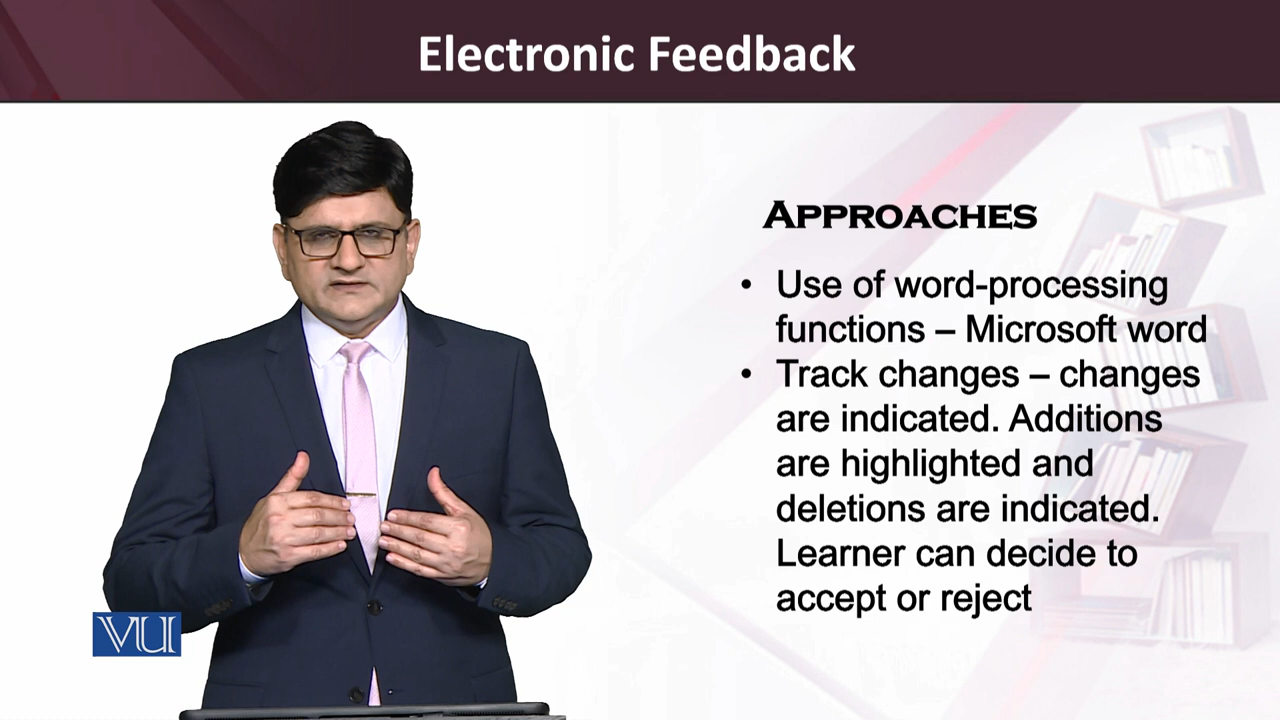 Electronic Feedback
APPROACHES
• Use of word-processing
functions – Microsoft word
• Track changes – changes
are indicated. Additions
are highlighted and
deletions are indicated.
Learner can decide to
accept or reject
VU